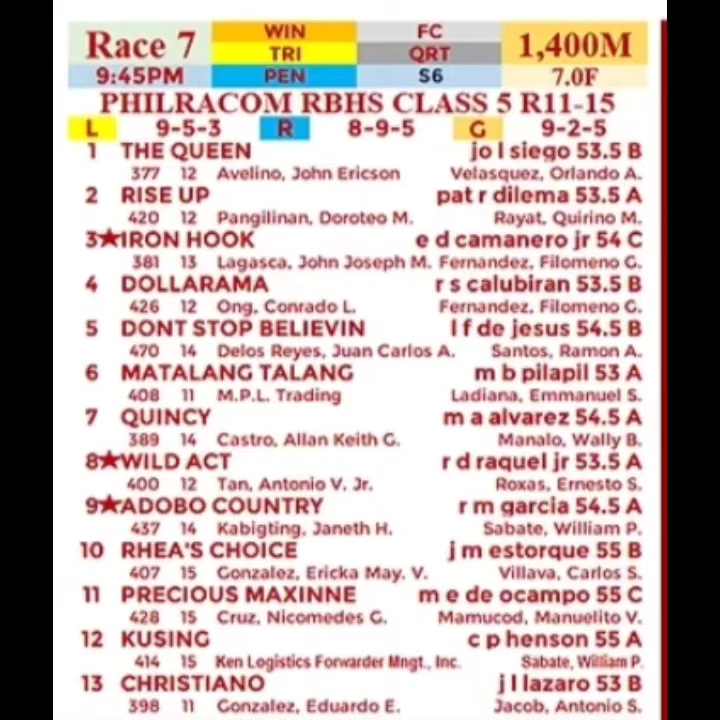 Race 7 WIN FC 1,400M
TRI QRT
9:45PM PEN S6 7.0F
PHILRACOM RBHS CLASS 5 R11-15
L 9-5-3 R 8-9-5 G 9-2-5
1 THE QUEEN jo l siego 53.5 B
377 12 Avelino, John Ericson Velasquez, Orlando A.
2 RISE UP pat r dilema 53.5 A
420 12 Pangilinan, Doroteo M. Rayat, Quirino M.
3★IRON HOOK e d camanero jr 54 C
381 13 Lagasca, John Joseph M. Fernandez, Filomeno G.
4 DOLLARAMA r s calubiran 53.5 B
426 12 Ong, Conrado L. Fernandez, Filomeno G.
5 DONT STOP BELIEVIN l f de jesus 54.5 B
470 14 Delos Reyes, Juan Carlos A. Santos, Ramon A.
6 MATALANG TALANG m b pilapil 53 A
408 11 M.P.L. Trading Ladiana, Emmanuel S.
7 QUINCY m a alvarez 54.5 A
389 14 Castro, Allan Keith G. Manalo, Wally B.
8★WILD ACT r d raquel jr 53.5 A
400 12 Tan, Antonio V. Jr. Roxas, Ernesto S.
9★ADOBO COUNTRY r m garcia 54.5 A
437 14 Kabigting, Janeth H. Sabate, William P.
10 RHEA'S CHOICE j m estorque 55 B
407 15 Gonzalez, Ericka May. V. Villava, Carlos S.
11 PRECIOUS MAXINNE m e de ocampo 55 C
428 15 Cruz, Nicomedes G. Mamucod, Manuelito V.
12 KUSING c p henson 55 A
414 15 Ken Logistics Forwarder Mngt., Inc. Sabate, William P.
13 CHRISTIANO j l lazaro 53 B
398 11 Gonzalez, Eduardo E. Jacob, Antonio S.